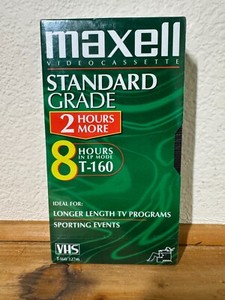 maxell
VIDEOCASSETTE
STANDARD
GRADE
2 HOURS
MORE
8 HOURS
IN EP MODE
T-160
IDEAL FOR:
LONGER LENGTH TV PROGRAMS
SPORTING EVENTS
VHS